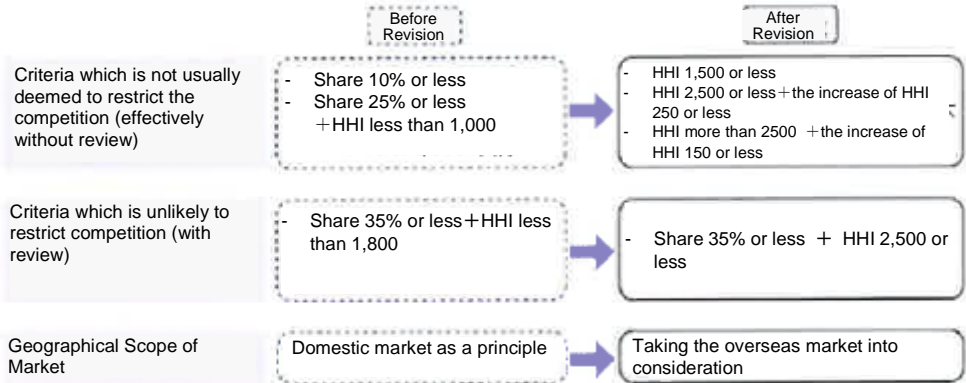 Before
Revision
After
Revision
Criteria which is not usually
deemed to restrict the
competition (effectively
without review)
- Share 10% or less
- Share 25% or less
＋HHI less than 1,000
- HHI 1,500 or less
- HHI 2,500 or less＋the increase of HHI
250 or less
- HHI more than 2500 ＋the increase of
HHI 150 or less
Criteria which is unlikely to
restrict competition (with
review)
- Share 35% or less＋HHI less
than 1,800
- Share 35% or less ＋ HHI 2,500 or
less
Geographical Scope of
Market
Domestic market as a principle
Taking the overseas market into
consideration